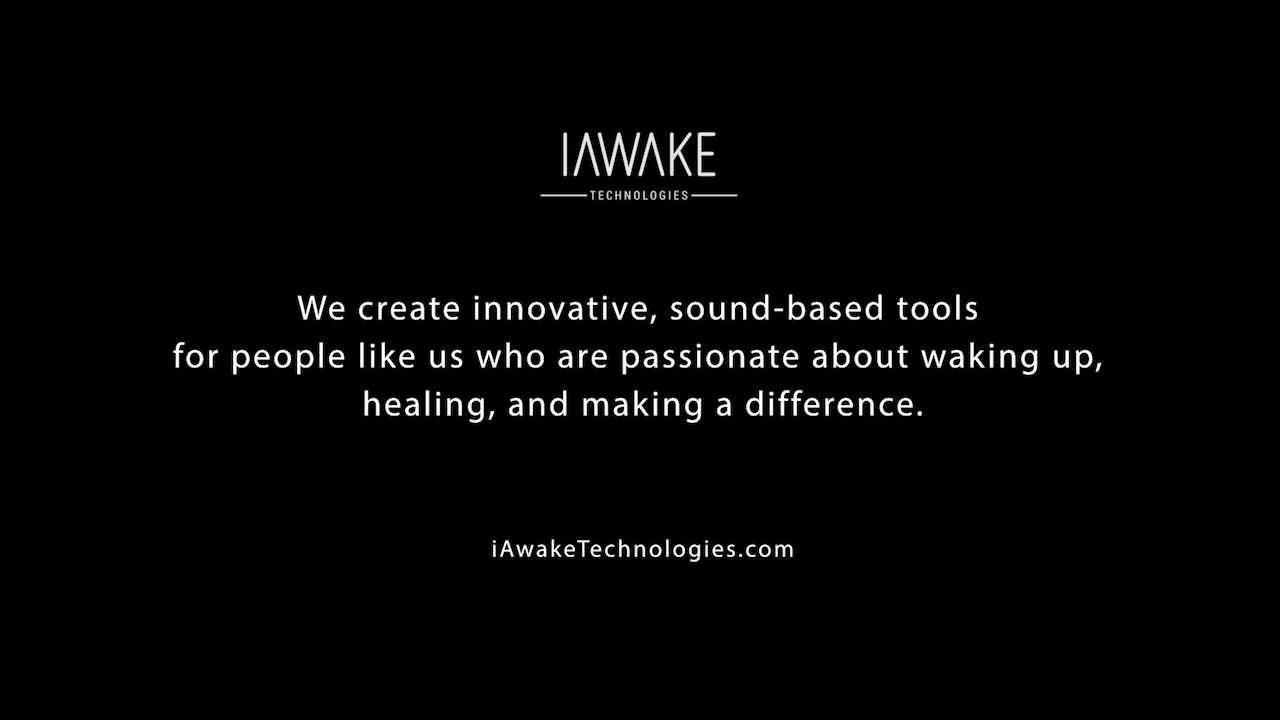 IAWAKE
TECHNOLOGIES
We create innovative, sound-based tools
for people like us who are passionate about waking up,
healing, and making a difference.
iAwakeTechnologies.com